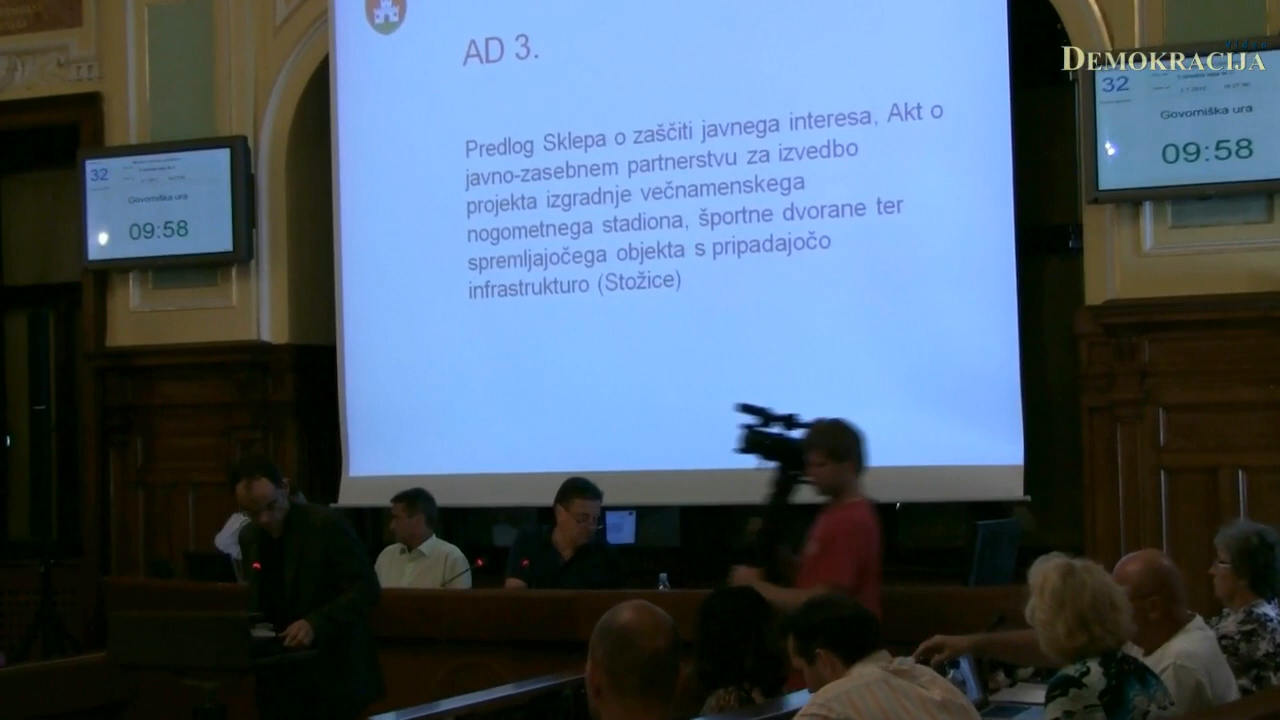 DEMOKRACIJA
AD 3.
Predlog Sklepa o zaščiti javnega interesa, Akt o
javno-zasebnem partnerstvu za izvedbo
projekta izgradnje večnamenskega
nogometnega stadiona, športne dvorane ter
spremljajočega objekta s pripadajočo
infrastrukturo (Stožice)
32
Govorniška ura
09:58
32
Govorniška ura
09:58